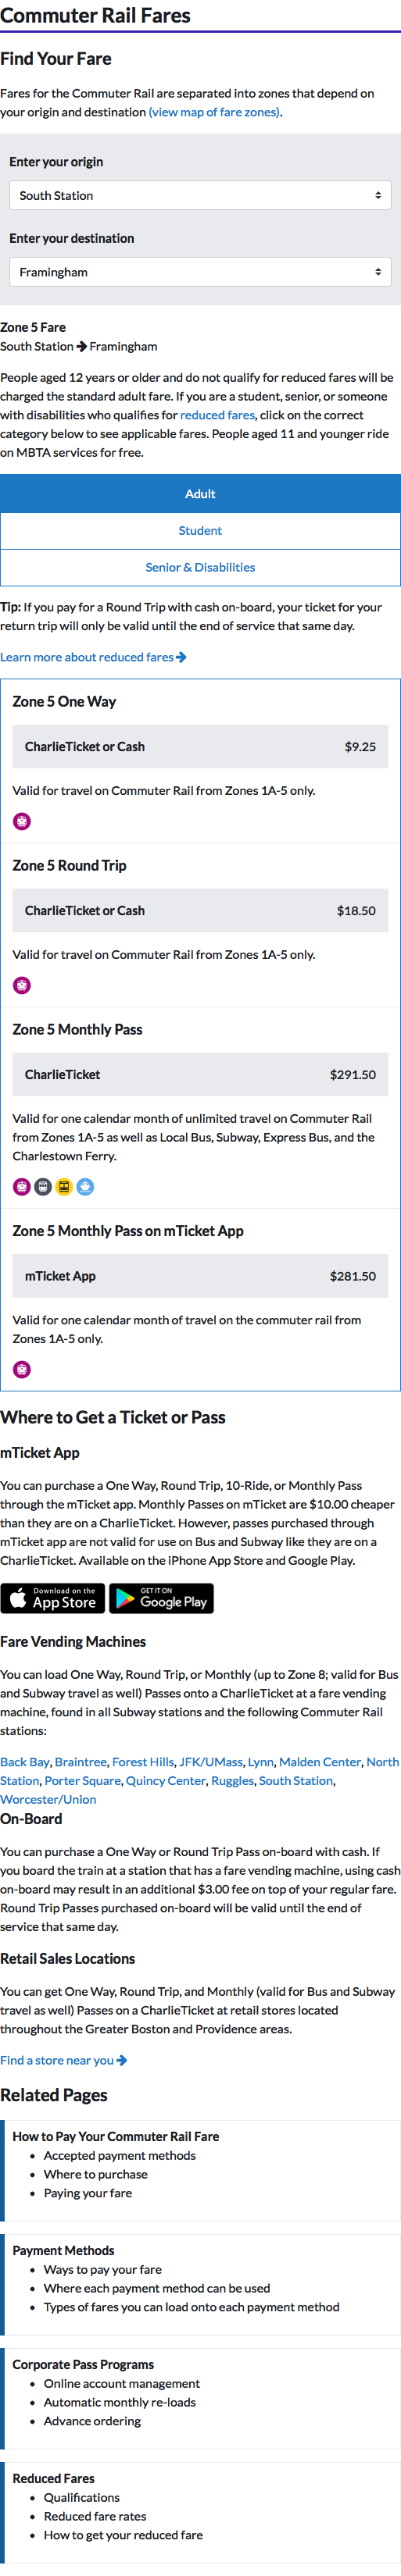 Commuter Rail Fares
Find Your Fare
Fares for the Commuter Rail are separated into zones that depend on
your origin and destination (view map of fare zones).
Enter your origin
South Station
Enter your destination
Framingham
Zone 5 Fare
South Station → Framingham
People aged 12 years or older and do not qualify for reduced fares will be
charged the standard adult fare. If you are a student, senior, or someone
with disabilities who qualifies for reduced fares, click on the correct
category below to see applicable fares. People aged 11 and younger ride
on MBTA services for free.
Adult
Student
Senior & Disabilities
Tip: If you pay for a Round Trip with cash on-board, your ticket for your
return trip will only be valid until the end of service that same day.
Learn more about reduced fares →
Zone 5 One Way
CharlieTicket or Cash $9.25
Valid for travel on Commuter Rail from Zones 1A-5 only.
Zone 5 Round Trip
CharlieTicket or Cash $18.50
Valid for travel on Commuter Rail from Zones 1A-5 only.
Zone 5 Monthly Pass
CharlieTicket $291.50
Valid for one calendar month of unlimited travel on Commuter Rail
from Zones 1A-5 as well as Local Bus, Subway, Express Bus, and the
Charlestown Ferry.
Zone 5 Monthly Pass on mTicket App
mTicket App $281.50
Valid for one calendar month of travel on the commuter rail from
Zones 1A-5 only.
Where to Get a Ticket or Pass
mTicket App
You can purchase a One Way, Round Trip, 10-Ride, or Monthly Pass
through the mTicket app. Monthly Passes on mTicket are $10.00 cheaper
than they are on a CharlieTicket. However, passes purchased through
mTicket app are not valid for use on Bus and Subway like they are on a
CharlieTicket. Available on the iPhone App Store and Google Play.
Download on the
App Store
GET IT ON
Google Play
Fare Vending Machines
You can load One Way, Round Trip, or Monthly (up to Zone 8; valid for Bus
and Subway travel as well) Passes onto a CharlieTicket at a fare vending
machine, found in all Subway stations and the following Commuter Rail
stations:
Back Bay, Braintree, Forest Hills, JFK/UMass, Lynn, Malden Center, North
Station, Porter Square, Quincy Center, Ruggles, South Station,
Worcester/Union
On-Board
You can purchase a One Way or Round Trip Pass on-board with cash. If
you board the train at a station that has a fare vending machine, using cash
on-board may result in an additional $3.00 fee on top of your regular fare.
Round Trip Passes purchased on-board will be valid until the end of
service that same day.
Retail Sales Locations
You can get One Way, Round Trip, and Monthly (valid for Bus and Subway
travel as well) Passes on a CharlieTicket at retail stores located
throughout the Greater Boston and Providence areas.
Find a store near you →
Related Pages
How to Pay Your Commuter Rail Fare
• Accepted payment methods
• Where to purchase
• Paying your fare
Payment Methods
• Ways to pay your fare
• Where each payment method can be used
• Types of fares you can load onto each payment method
Corporate Pass Programs
• Online account management
• Automatic monthly re-loads
• Advance ordering
Reduced Fares
• Qualifications
• Reduced fare rates
• How to get your reduced fare